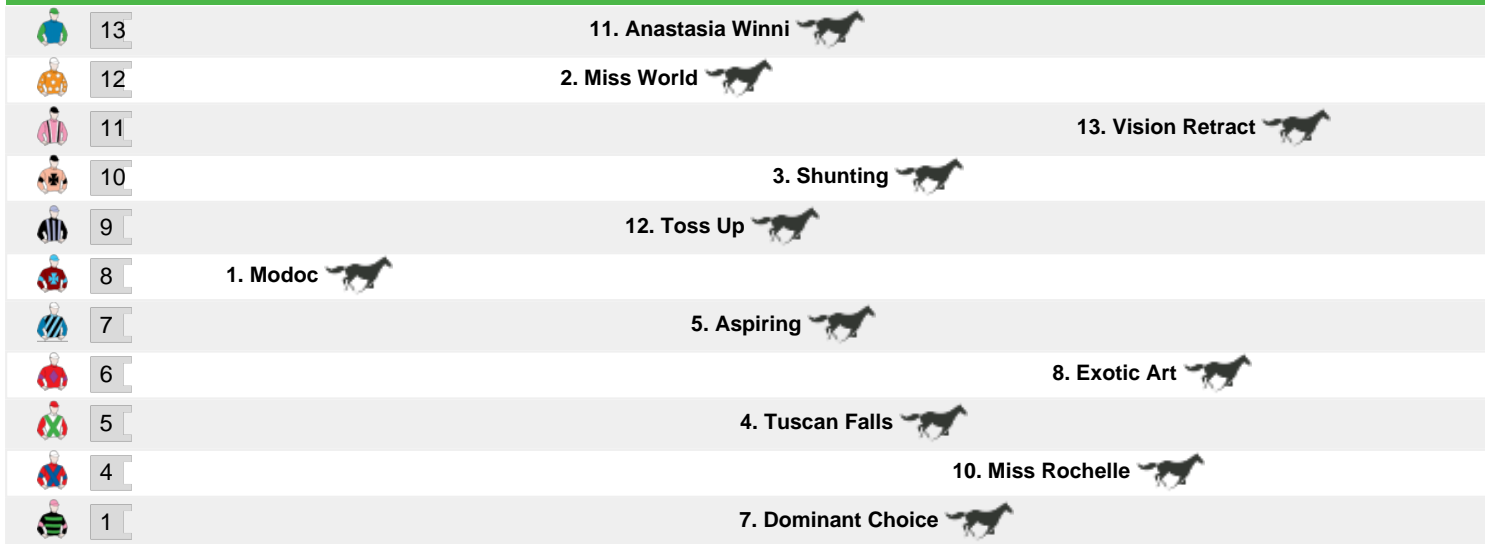 13 11. Anastasia Winni
12 2. Miss World
11 13. Vision Retract
10 3. Shunting
9 12. Toss Up
8 1. Modoc
7 5. Aspiring
6 8. Exotic Art
5 4. Tuscan Falls
4 10. Miss Rochelle
1 7. Dominant Choice